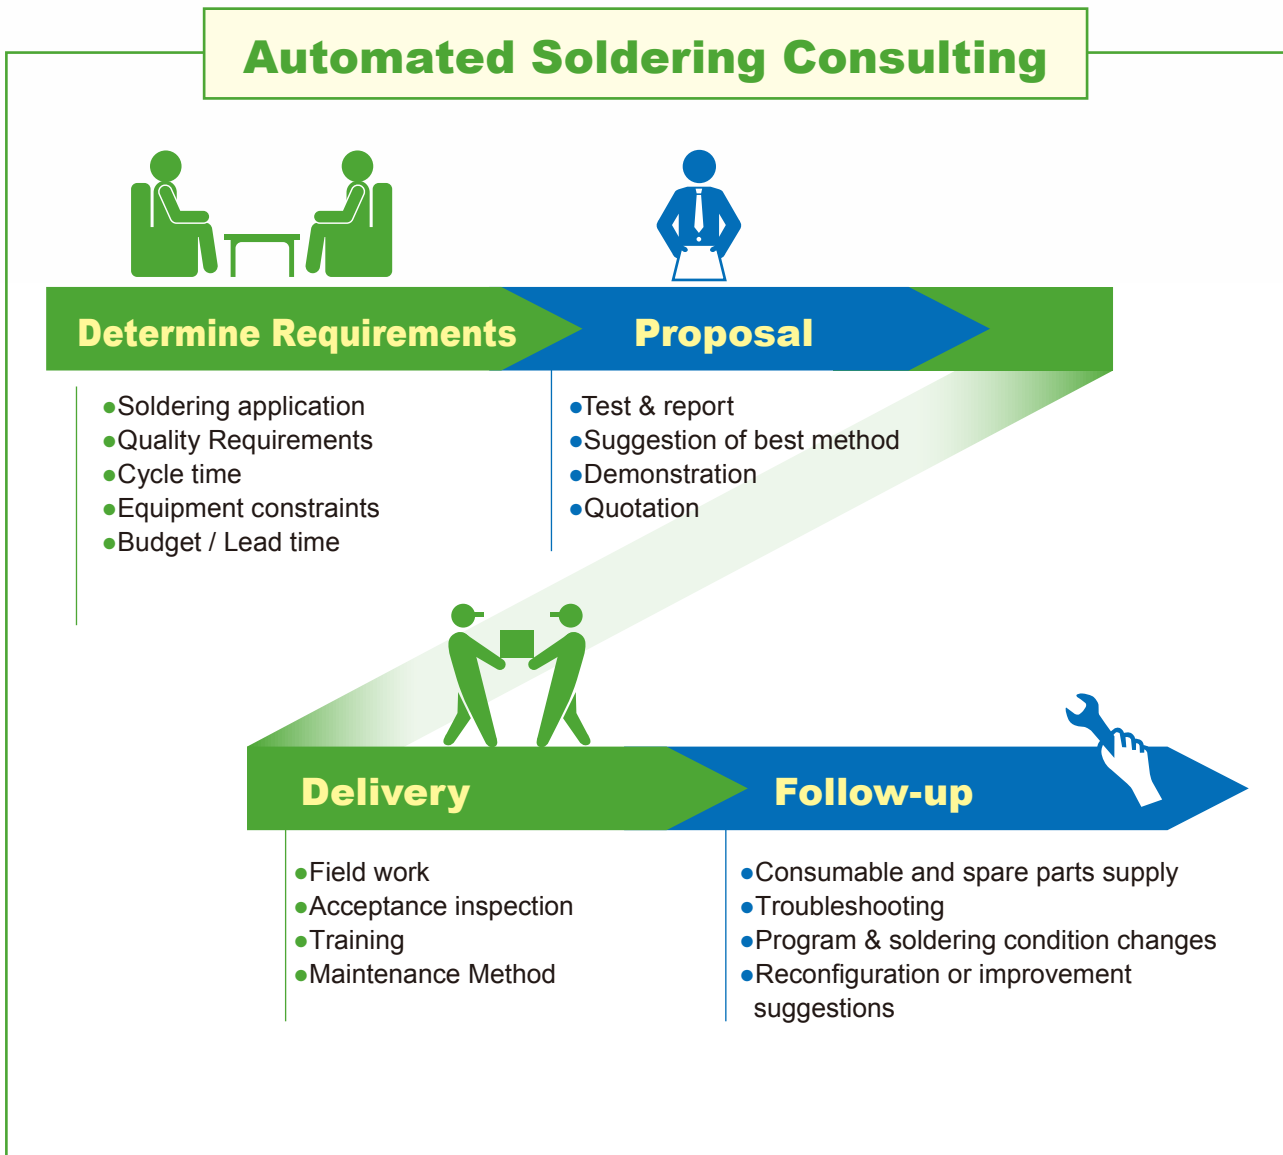 Automated Soldering Consulting
Determine Requirements
●Soldering application
●Quality Requirements
●Cycle time
●Equipment constraints
●Budget / Lead time
Proposal
●Test & report
●Suggestion of best method
●Demonstration
●Quotation
Delivery
●Field work
●Acceptance inspection
●Training
●Maintenance Method
Follow-up
●Consumable and spare parts supply
●Troubleshooting
●Program & soldering condition changes
●Reconfiguration or improvement
suggestions